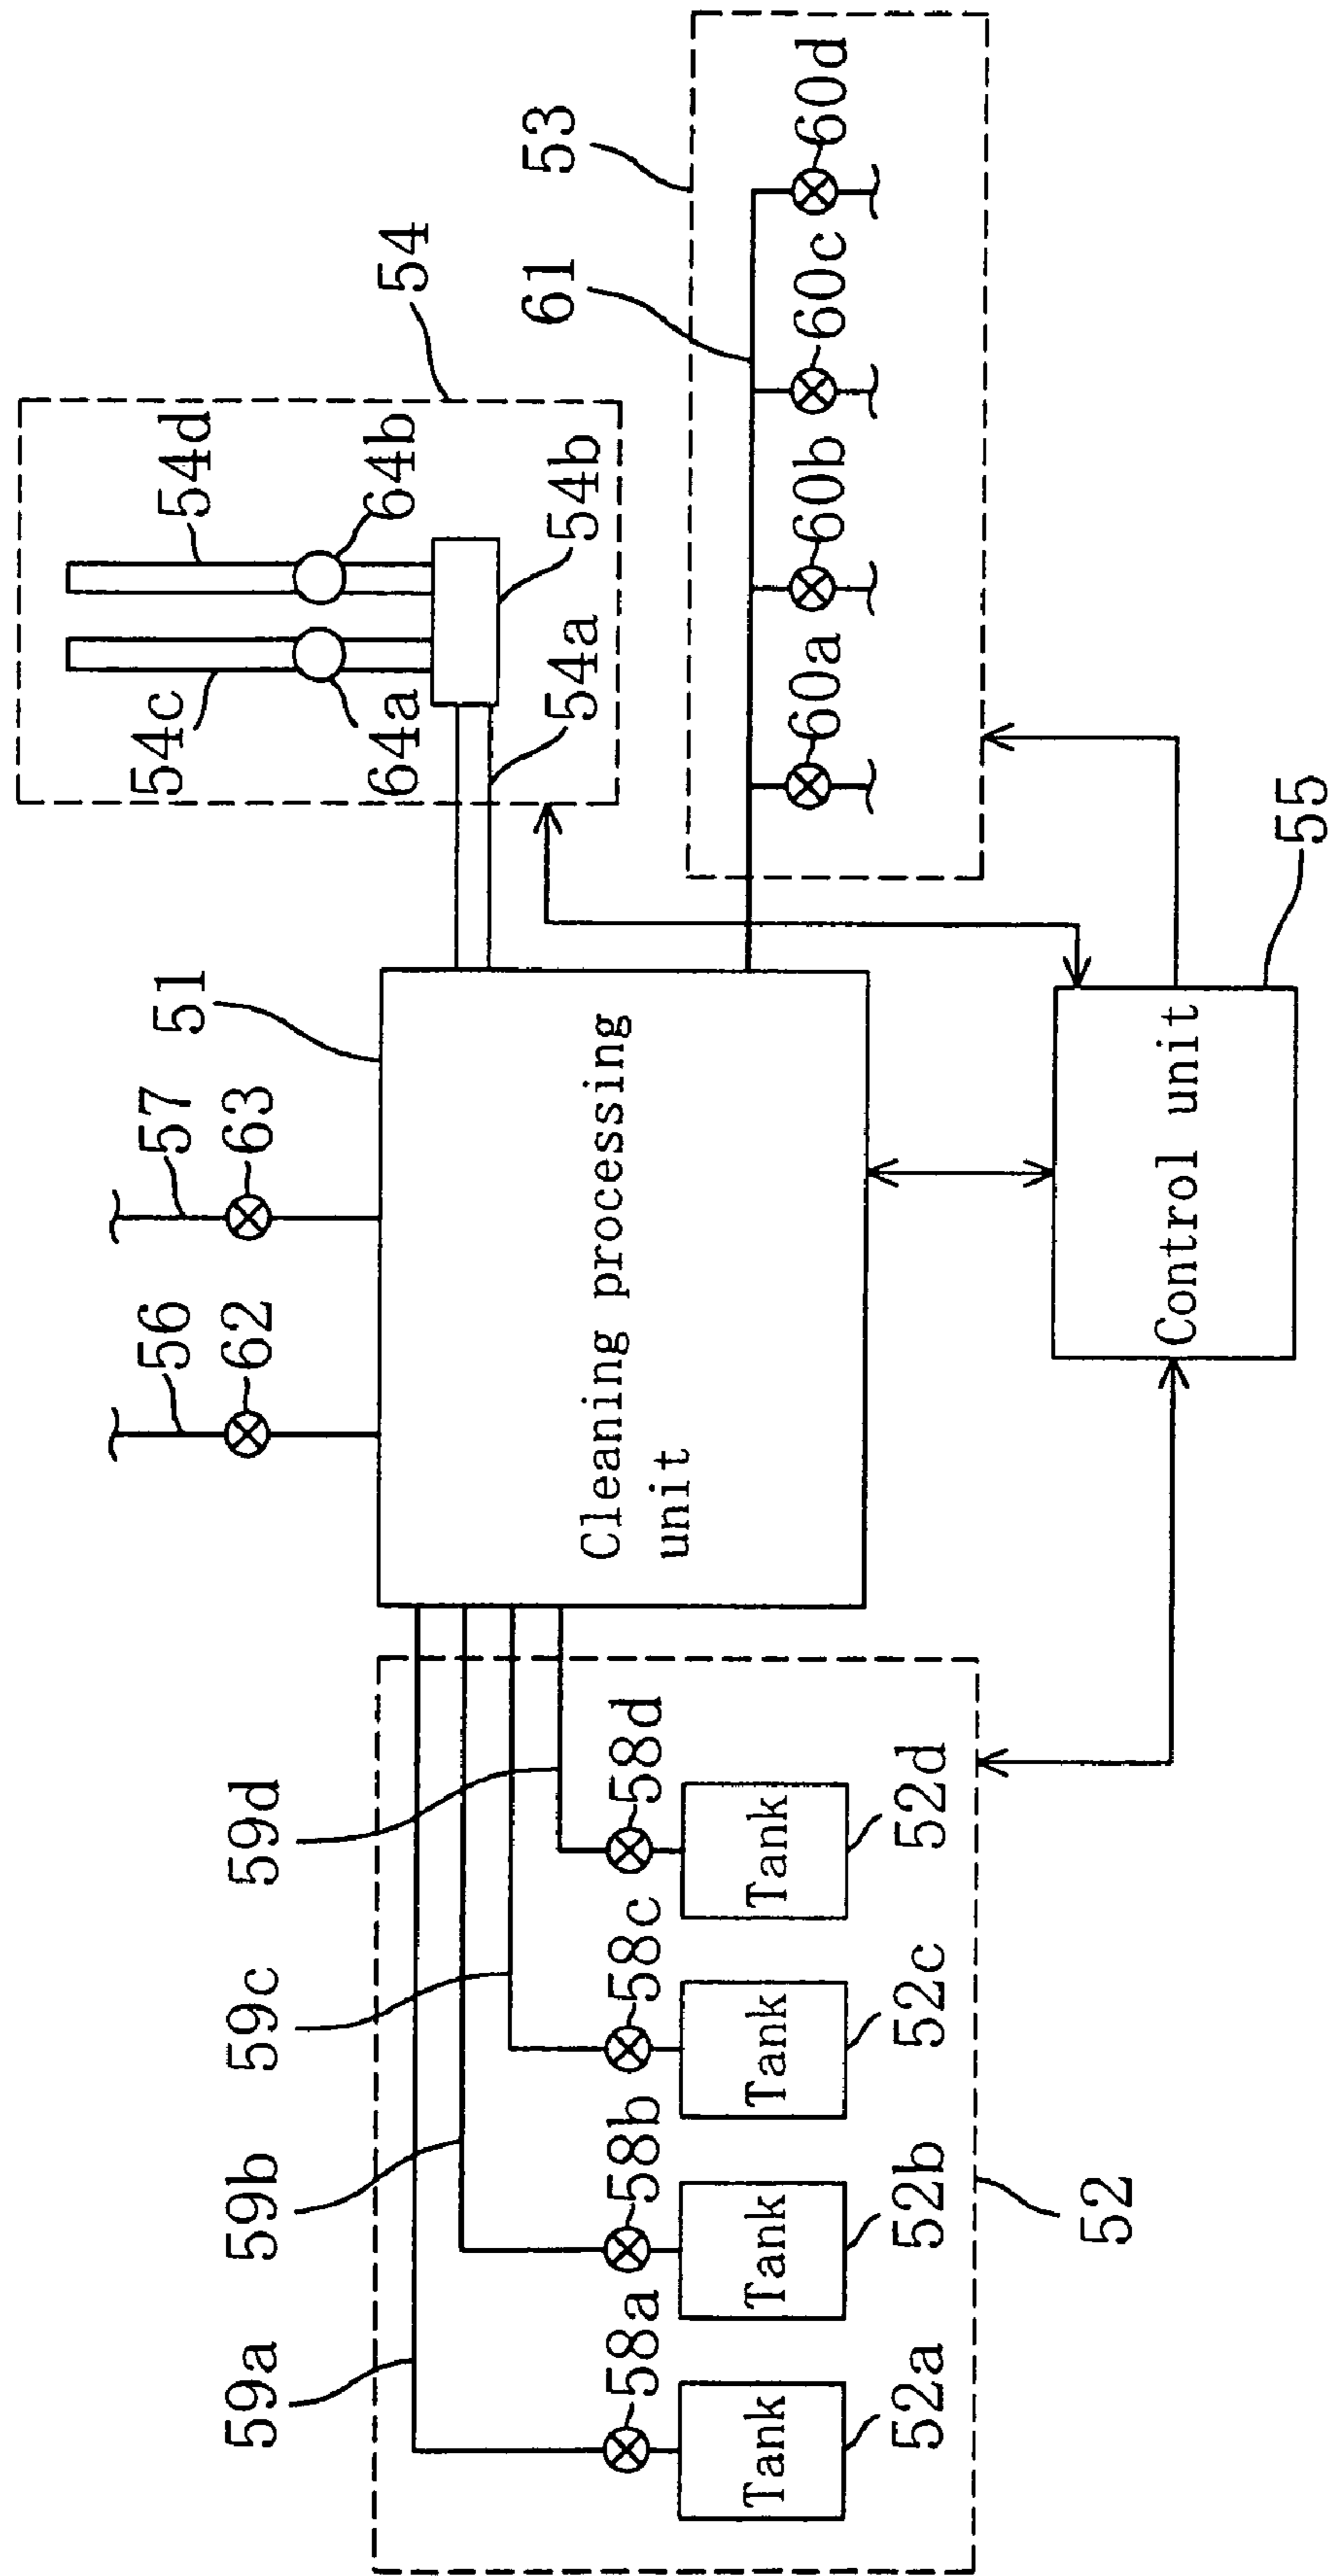 54c
54d
64a
64b
54
54a
54b
56
57
51
62
63
53
61
60a
60b
60c
60d
59a
59b
59c
59d
Cleaning processing
unit
58a
58b
58c
58d
Tank
Tank
Tank
Tank
52a
52b
52c
52d
52
Control unit
55